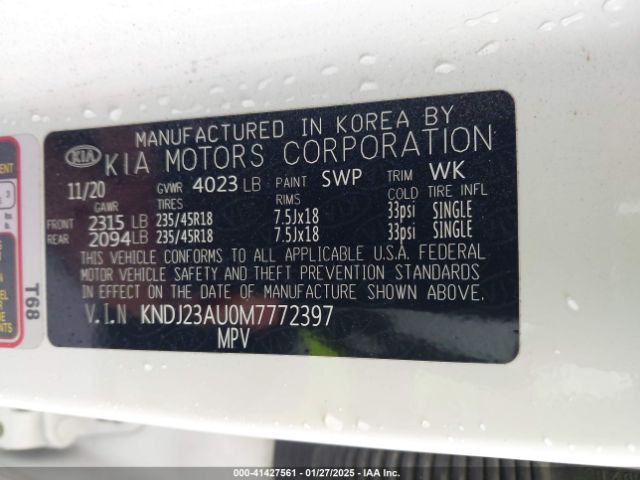 MANUFACTURED IN KOREA BY
KIA KIA MOTORS CORPORATION
11/20 GVWR 4023 LB PAINT SWP TRIM WK
GAWR TIRES RIMS COLD TIRE INFL
FRONT 2315 LB 235/45R18 7.5Jx18 33psi SINGLE
REAR 2094LB 235/45R18 7.5Jx18 33psi SINGLE
THIS VEHICLE CONFORMS TO ALL APPLICABLE U.S.A. FEDERAL
MOTOR VEHICLE SAFETY AND THEFT PREVENTION STANDARDS
IN EFFECT ON THE DATE OF MANUFACTURE SHOWN ABOVE.
V.I.N KNDJ23AU0M7772397
MPV
T68
000-41427561 - 01/27/2025 - IAA Inc.